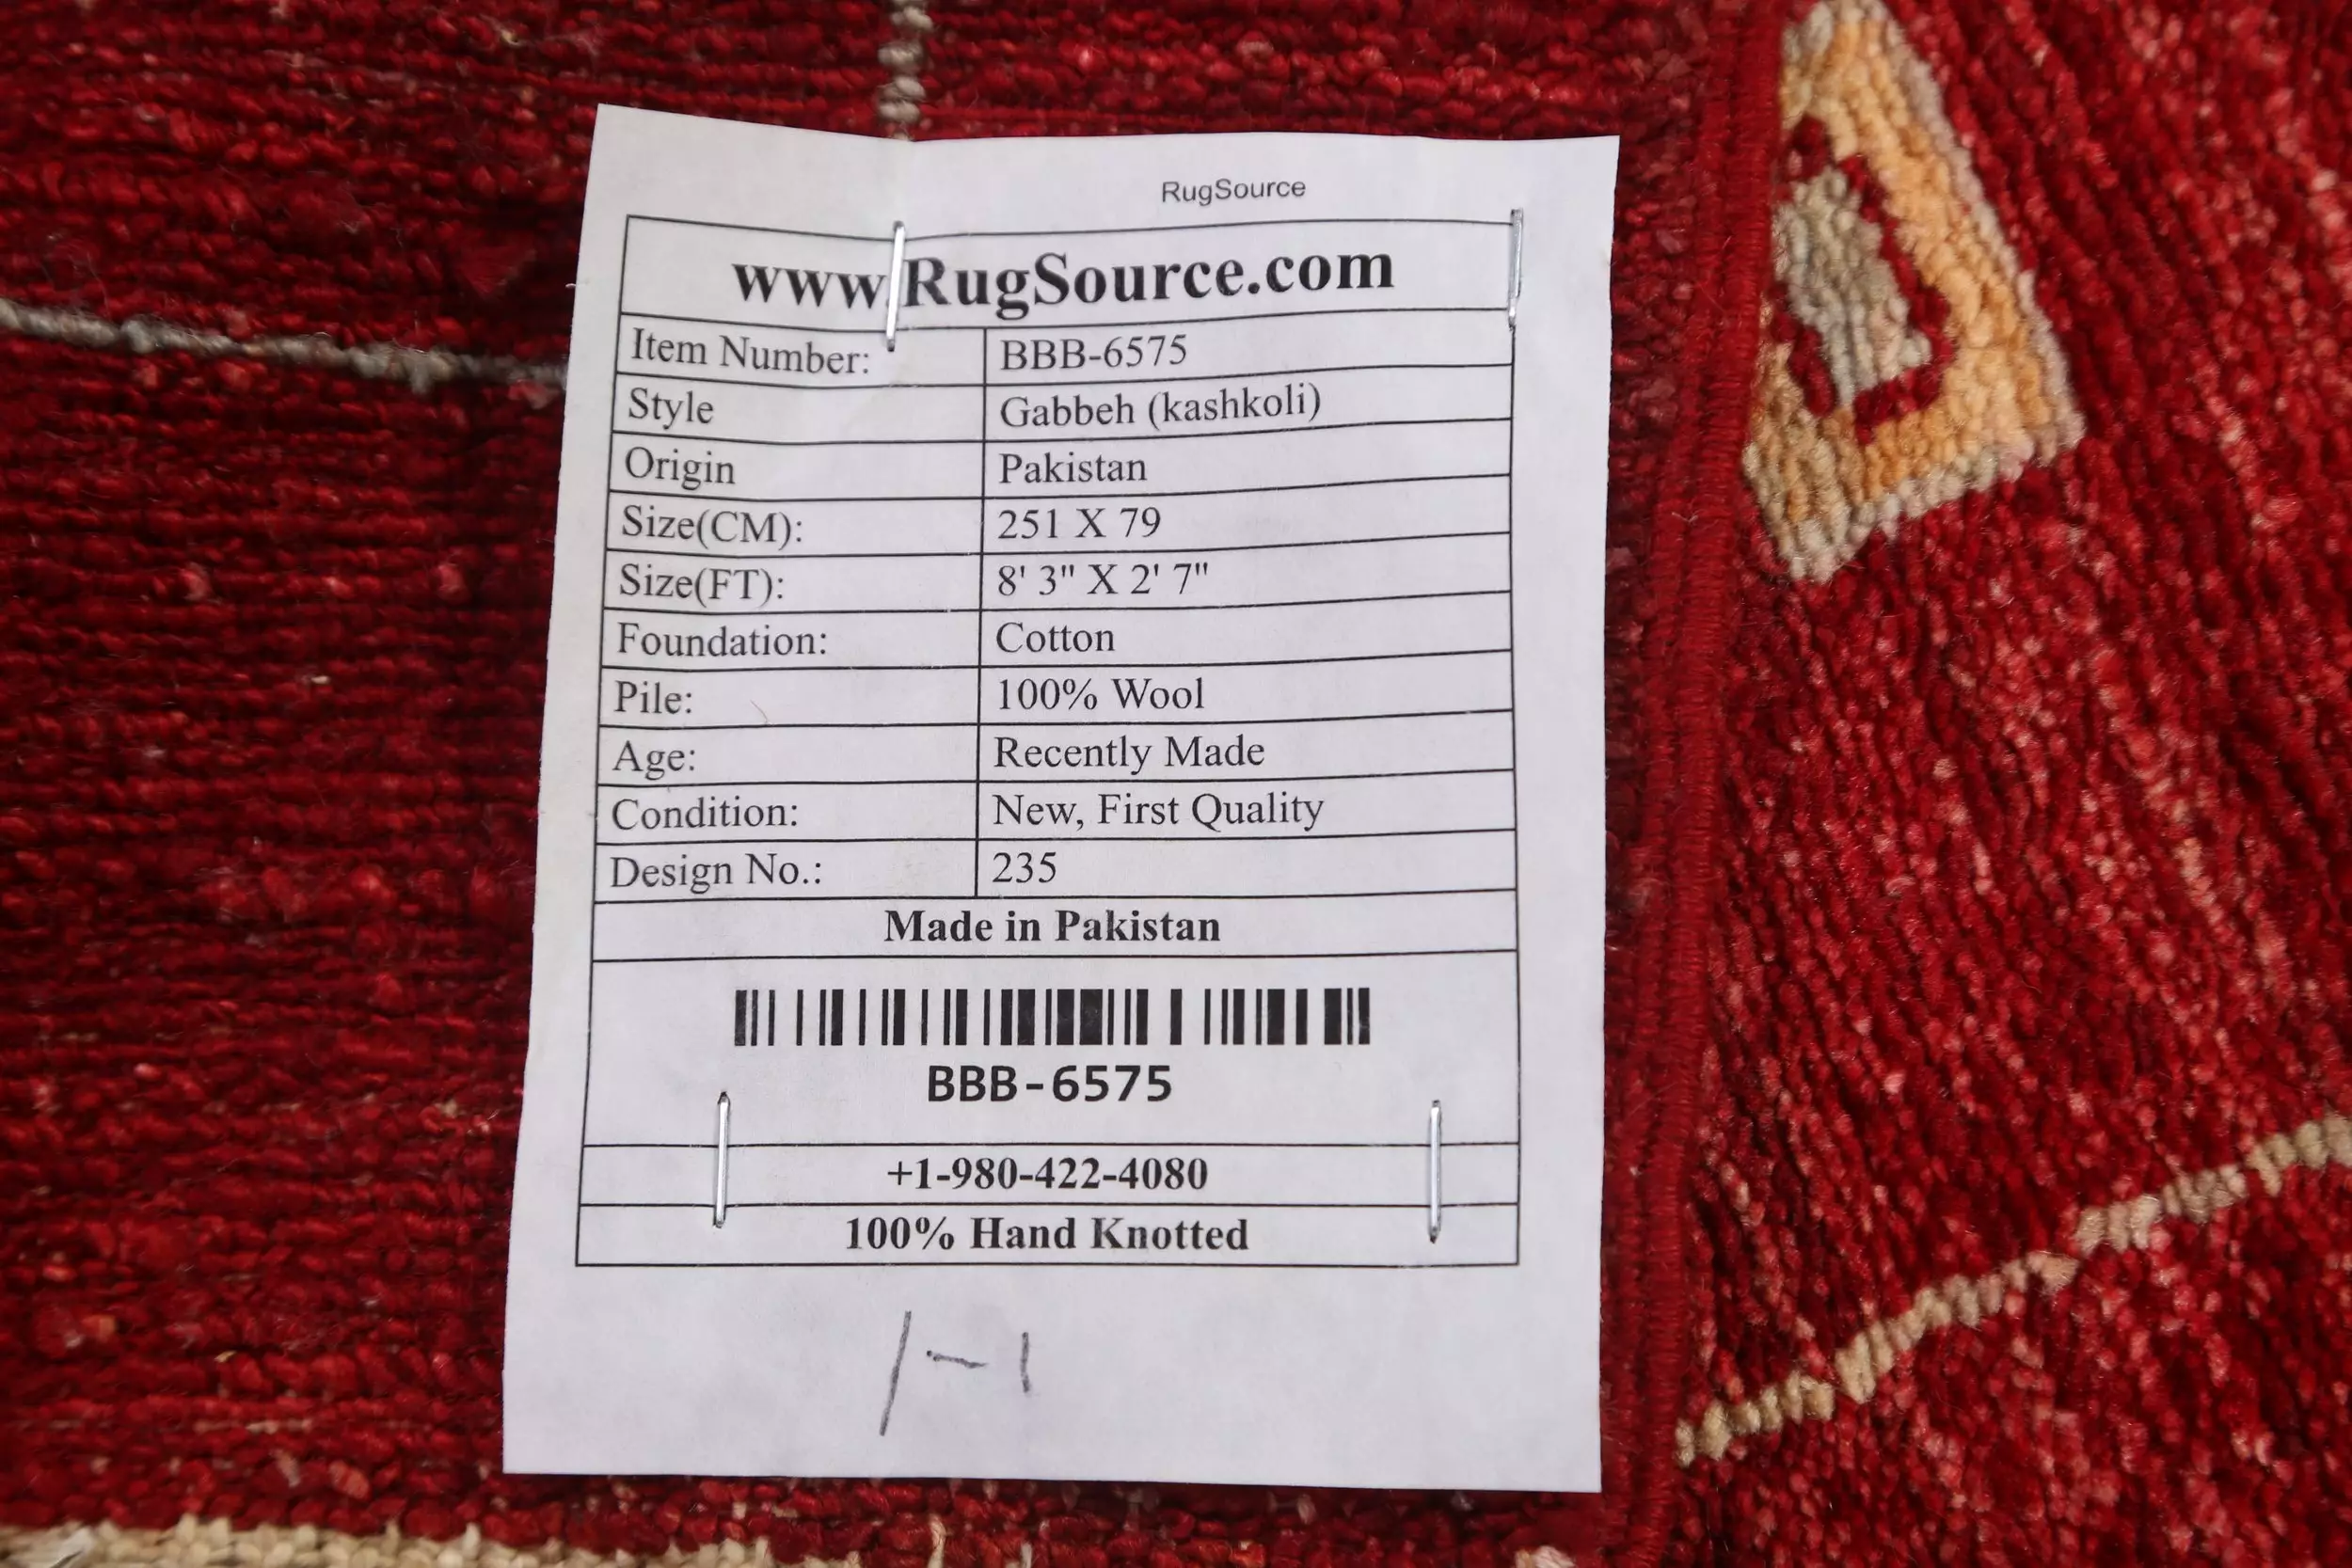 RugSource
www.RugSource.com
Item Number: BBB-6575
Style Gabbeh (kashkoli)
Origin Pakistan
Size(CM): 251 X 79
Size(FT): 8' 3" X 2' 7"
Foundation: Cotton
Pile: 100% Wool
Age: Recently Made
Condition: New, First Quality
Design No.: 235
Made in Pakistan
BBB-6575
+1-980-422-4080
100% Hand Knotted
1-1